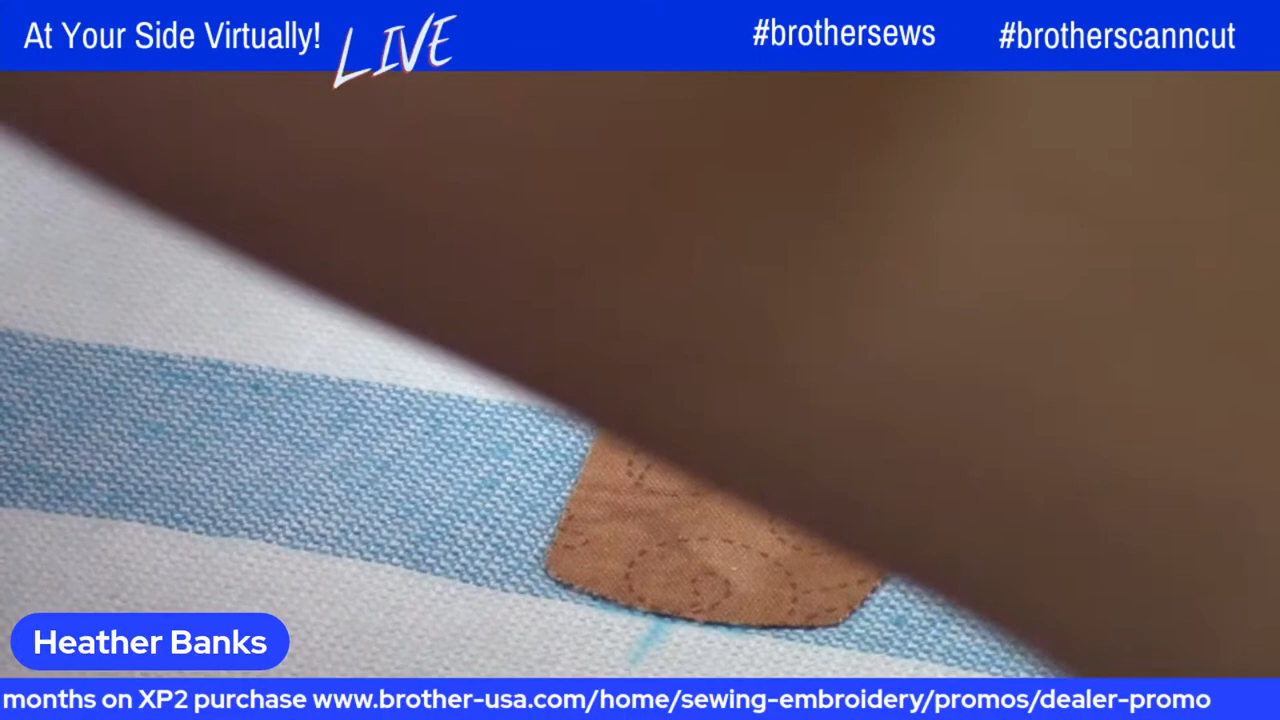 At Your Side Virtually! LIVE
#brothersews
#brotherscanncut
Heather Banks
months on XP2 purchase www.brother-usa.com/home/sewing-embroidery/promos/dealer-promo